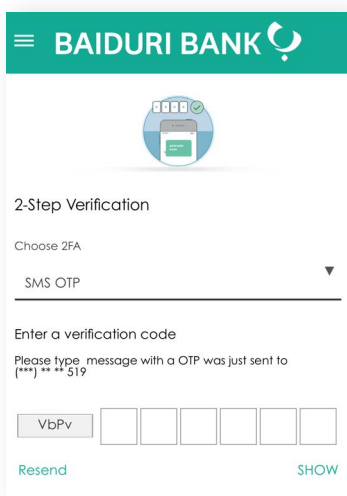 BAIDURI BANK
2-Step Verification
Choose 2FA
SMS OTP
Enter a verification code
Please type message with a OTP was just sent to
(***) ** ** 519
VbPv
Resend SHOW